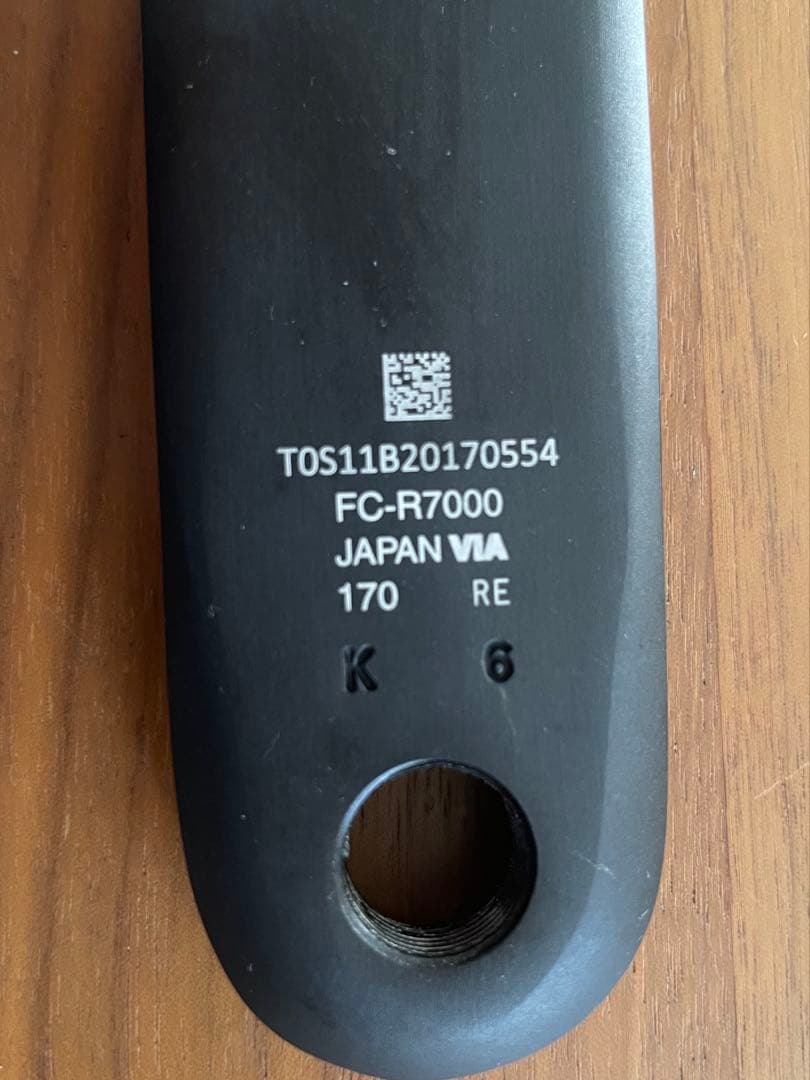 T0S11B20170554
FC-R7000
JAPAN VIA
170 RE
K 6